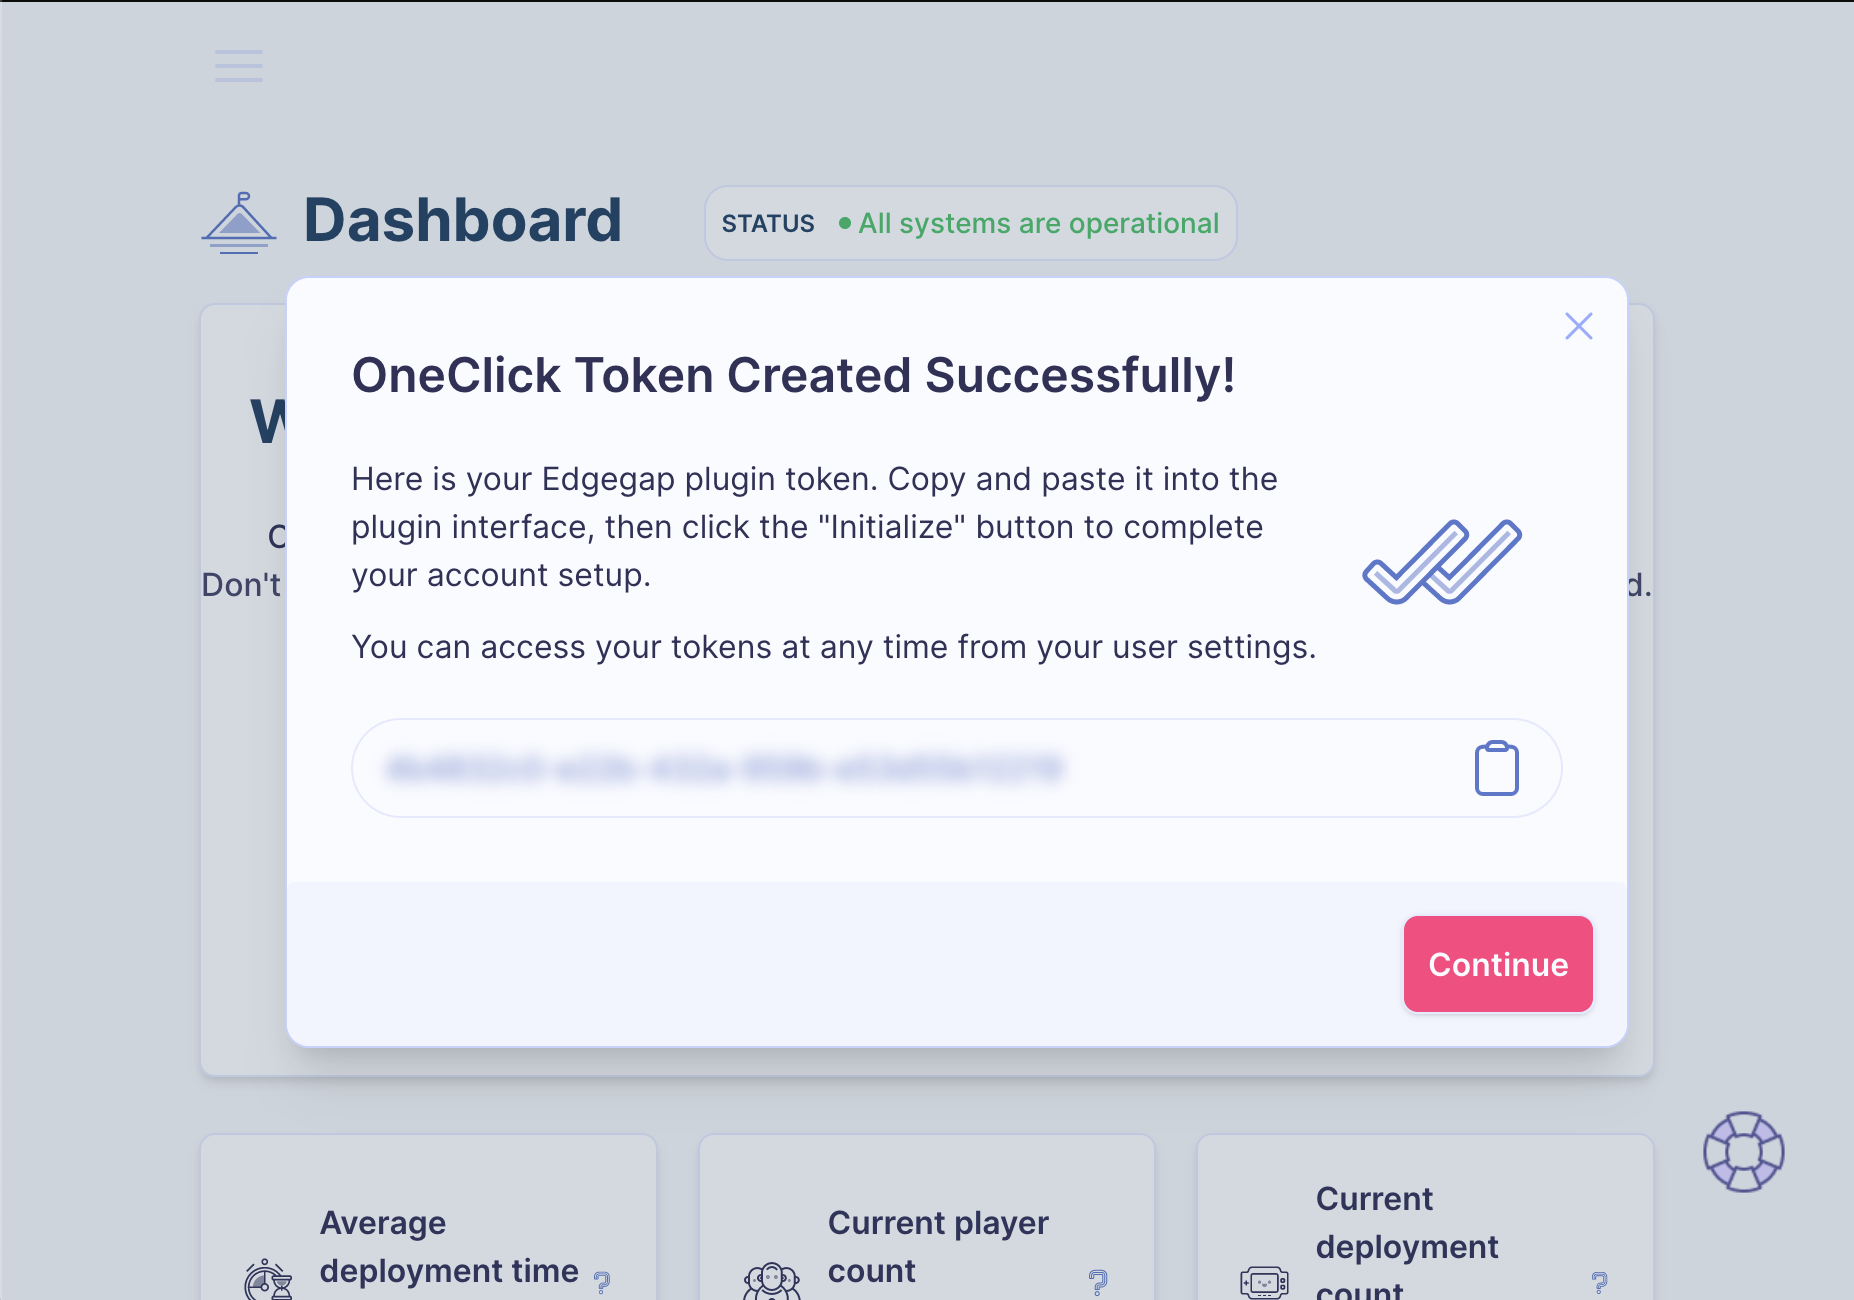 Dashboard
STATUS
All systems are operational
OneClick Token Created Successfully!
Here is your Edgegap plugin token. Copy and paste it into the
plugin interface, then click the "Initialize" button to complete
your account setup.
Don't
d.
You can access your tokens at any time from your user settings.
Continue
Average
deployment time
Current player
count
Current
deployment
count